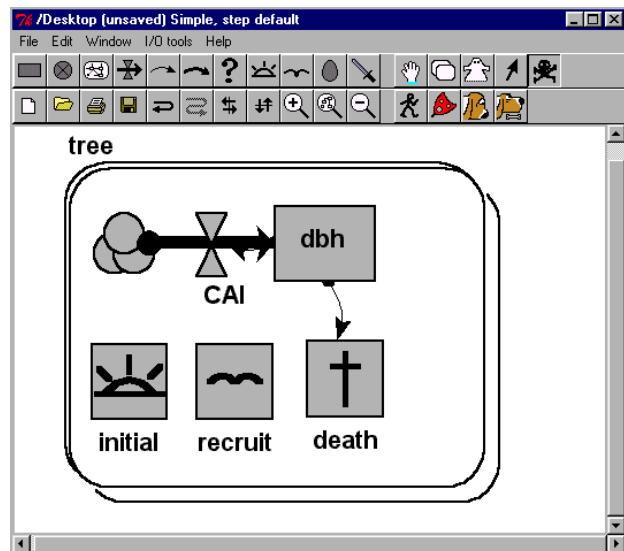 /Desktop (unsaved) Simple, step default
File Edit Window I/O tools Help
tree
dbh
CAI
initial recruit death